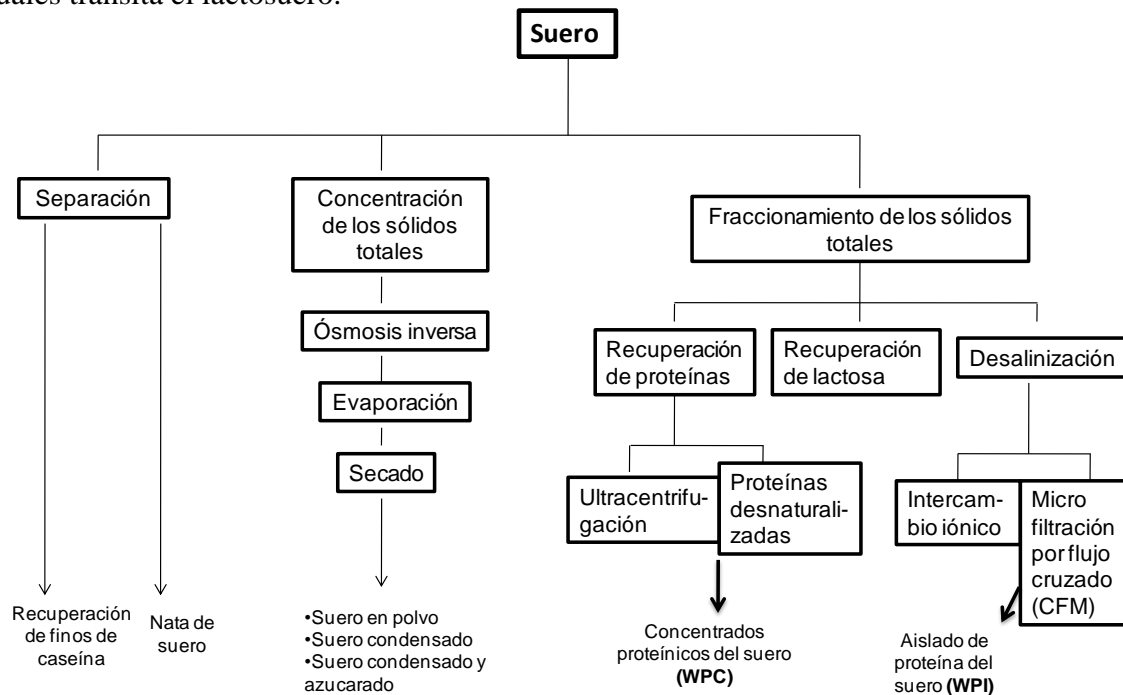 uales transita el lactosuero.
Suero
Separación
Concentración
de los sólidos
totales
Fraccionamiento de los sólidos
totales
Ósmosis inversa
Evaporación
Secado
Recuperación
de proteínas
Recuperación
de lactosa
Desalinización
Ultracentrifu-
gación
Proteínas
desnaturali-
zadas
Intercam-
bio iónico
Micro
filtración
por flujo
cruzado
(CFM)
Recuperación
de finos de
caseína
Nata de
suero
•Suero en polvo
•Suero condensado
•Suero condensado y
azucarado
Concentrados
proteínicos del suero
(WPC)
Aislado de
proteína del
suero (WPI)